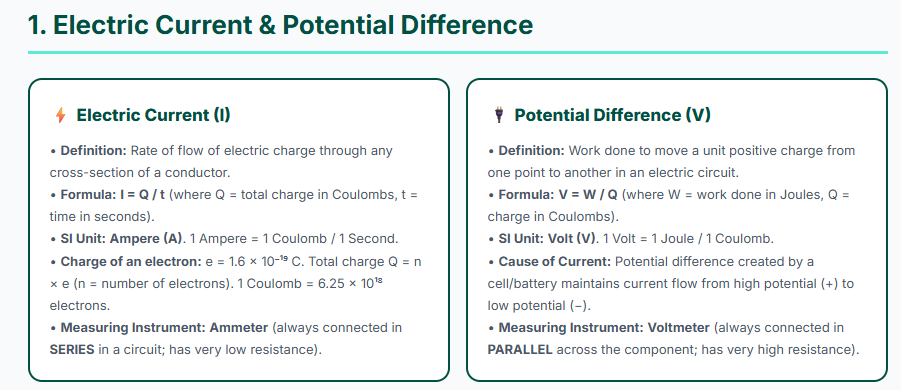 1. Electric Current & Potential Difference
Electric Current (I)
• Definition: Rate of flow of electric charge through any
cross-section of a conductor.
• Formula: I = Q / t (where Q = total charge in Coulombs, t =
time in seconds).
• SI Unit: Ampere (A). 1 Ampere = 1 Coulomb / 1 Second.
• Charge of an electron: e = 1.6 × 10⁻¹⁹ C. Total charge Q = n
× e (n = number of electrons). 1 Coulomb = 6.25 × 10¹⁸
electrons.
• Measuring Instrument: Ammeter (always connected in
SERIES in a circuit; has very low resistance).
Potential Difference (V)
• Definition: Work done to move a unit positive charge from
one point to another in an electric circuit.
• Formula: V = W / Q (where W = work done in Joules, Q =
charge in Coulombs).
• SI Unit: Volt (V). 1 Volt = 1 Joule / 1 Coulomb.
• Cause of Current: Potential difference created by a
cell/battery maintains current flow from high potential (+) to
low potential (−).
• Measuring Instrument: Voltmeter (always connected in
PARALLEL across the component; has very high resistance).